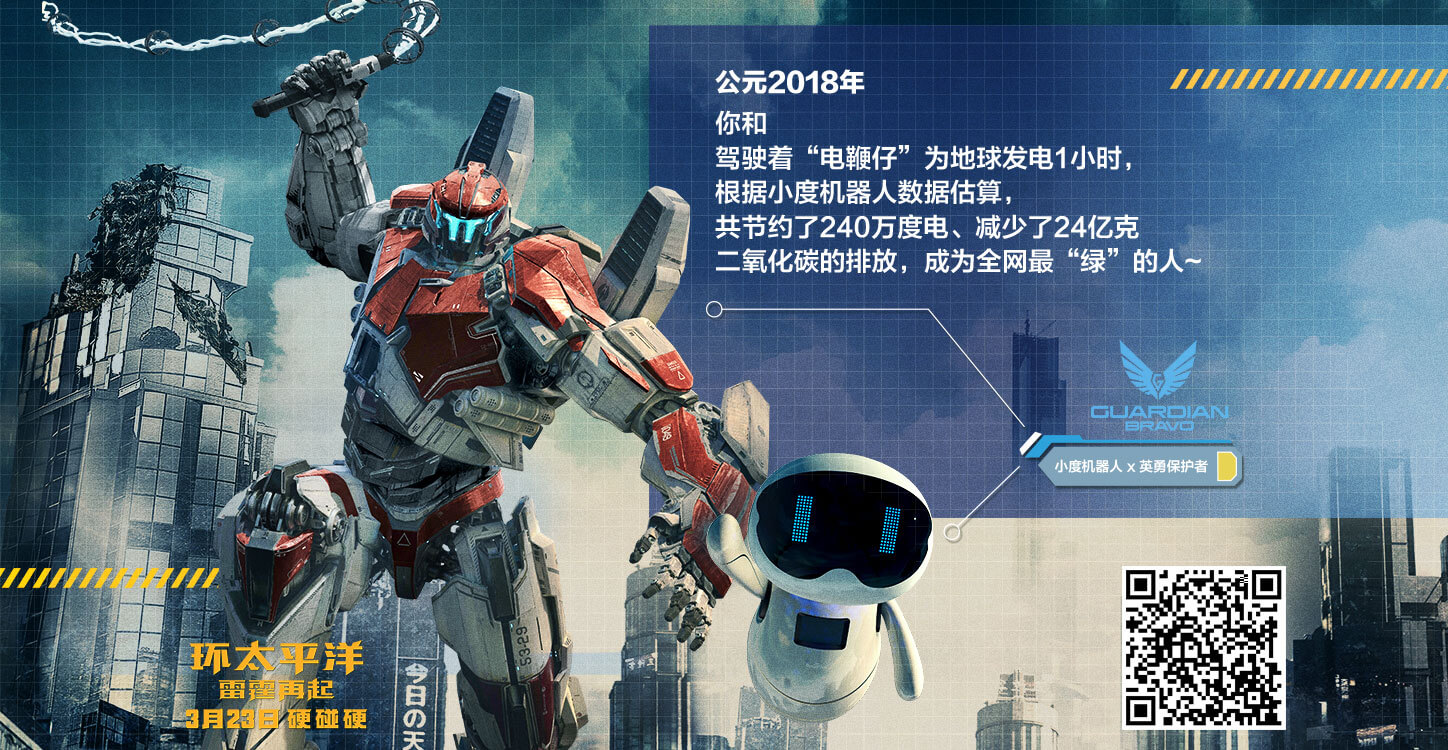 公元2018年
你和
驾驶着“电鞭仔”为地球发电1小时，
根据小度机器人数据估算，
共节约了240万度电、减少了24亿克
二氧化碳的排放，成为全网最“绿”的人~
GUARDIAN
BRAVO
小度机器人 x 英勇保护者
53429
环太平洋
雷霆再起
3月23日 硬碰硬
今日の天